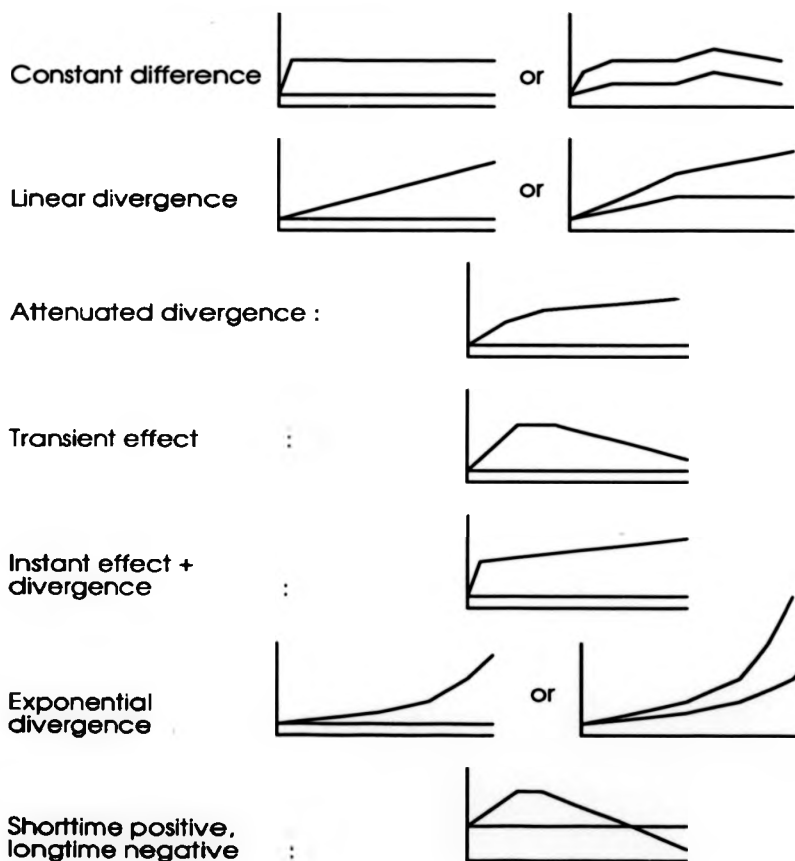 Constant difference or
Linear divergence or
Attenuated divergence :
Transient effect :
Instant effect +
divergence :
Exponential or
divergence
Shorttime positive,
longtime negative :